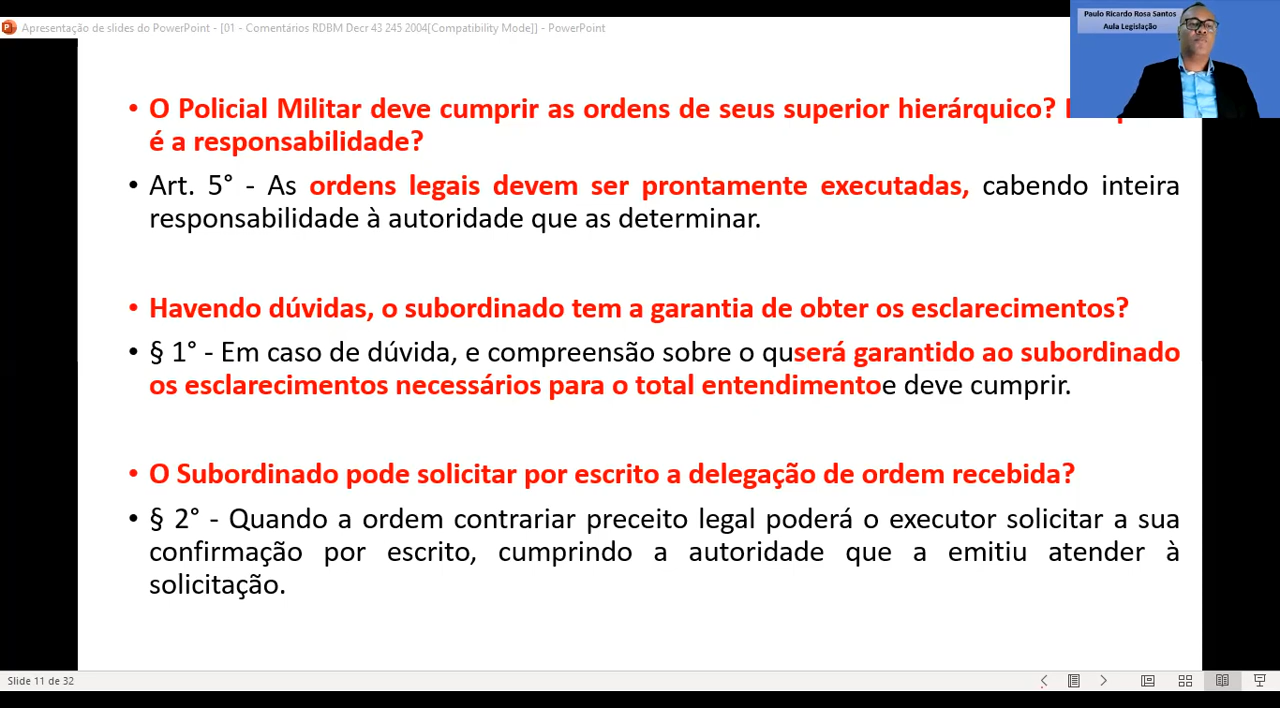 Apresentação de slides do PowerPoint - [01 - Comentários RDBM Decr 43 245 2004[Compatibility Mode]] - PowerPoint
Paulo Ricardo Rosa Santos
Aula Legislação
• O Policial Militar deve cumprir as ordens de seus superior hierárquico?
é a responsabilidade?
• Art. 5° - As ordens legais devem ser prontamente executadas, cabendo inteira
responsabilidade à autoridade que as determinar.
• Havendo dúvidas, o subordinado tem a garantia de obter os esclarecimentos?
• § 1° - Em caso de dúvida, e compreensão sobre o quserá garantido ao subordinado
os esclarecimentos necessários para o total entendimentoe deve cumprir.
• O Subordinado pode solicitar por escrito a delegação de ordem recebida?
• § 2° - Quando a ordem contrariar preceito legal poderá o executor solicitar a sua
confirmação por escrito, cumprindo a autoridade que a emitiu atender à
solicitação.
Slide 11 de 32